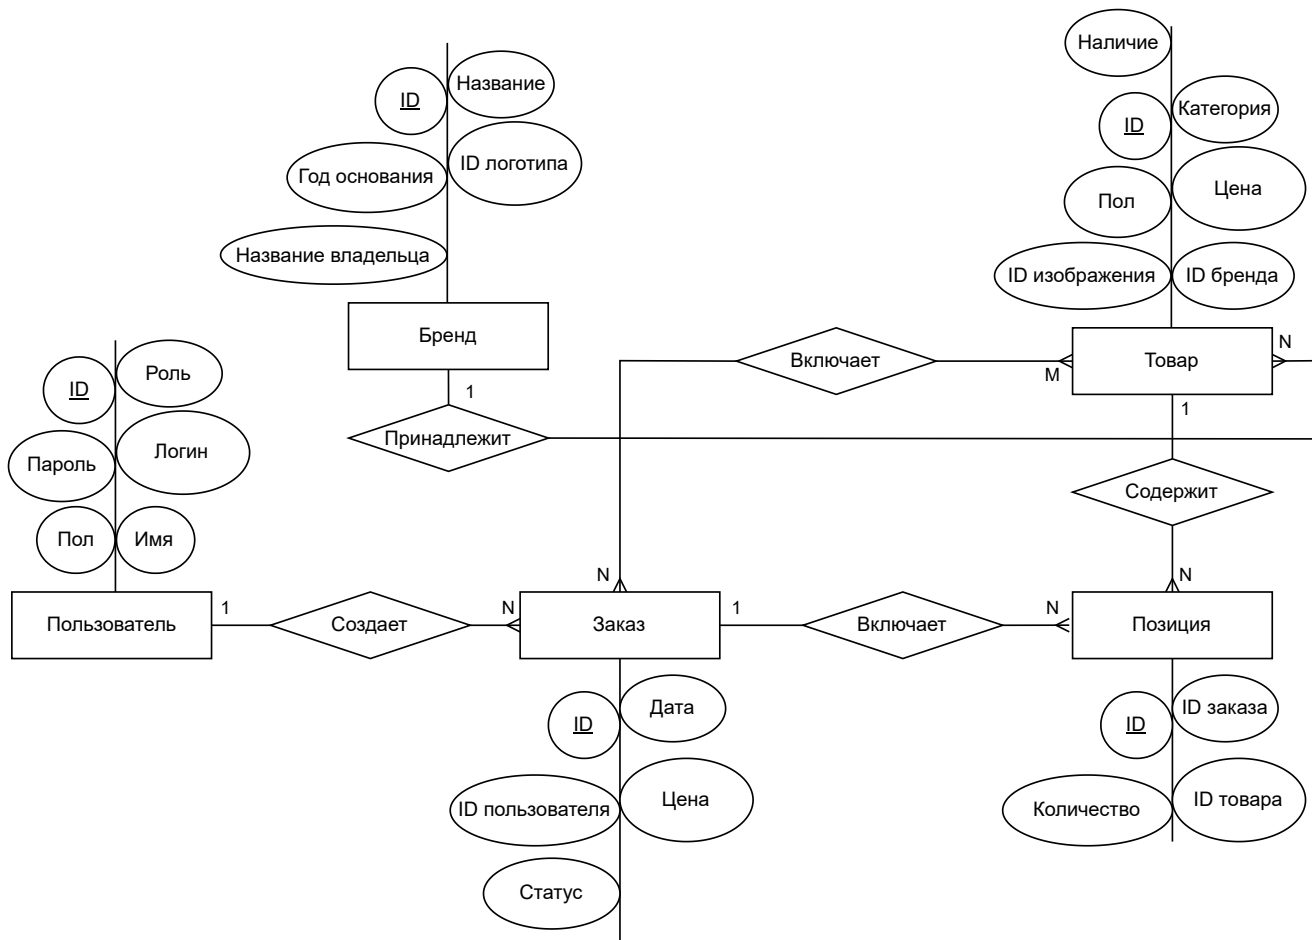 Наличие
Название
ID
Категория
ID
Год основания
ID логотипа
Пол
Цена
Название владельца
ID изображения
ID бренда
Бренд
Включает
Товар
N
M
1
Принадлежит
1
Содержит
ID
Роль
Пароль
Логин
Пол
Имя
Пользователь
1
Создает
N
N
Заказ
1
Включает
N
N
Позиция
ID
Дата
ID пользователя
Цена
Статус
ID
ID заказа
Количество
ID товара